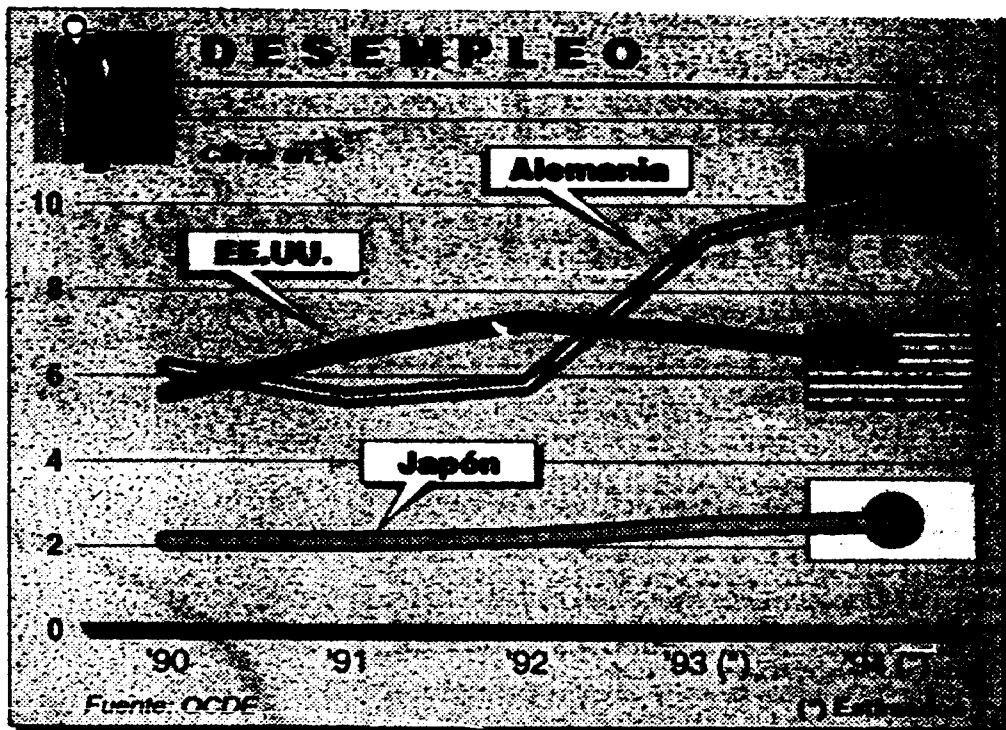 DESEMPLEO
Alemania
10
EE.UU.
8
6
Japón
4
2
0
'90 '91 '92 '93 (*)
Fuente: OCDE (*)